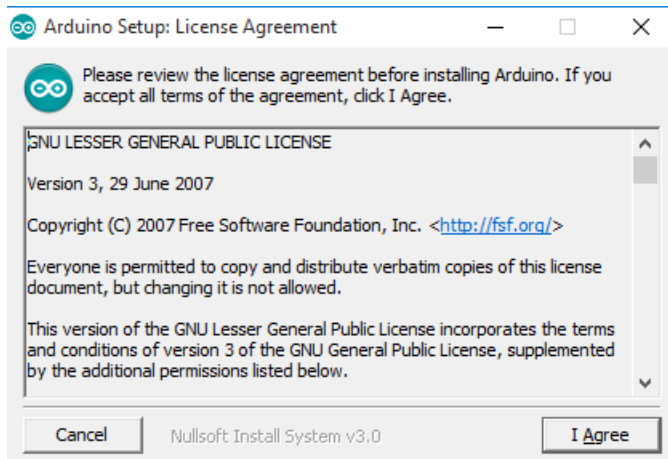 Arduino Setup: License Agreement
Please review the license agreement before installing Arduino. If you
accept all terms of the agreement, click I Agree.
GNU LESSER GENERAL PUBLIC LICENSE
Version 3, 29 June 2007
Copyright (C) 2007 Free Software Foundation, Inc. <http://fsf.org/>
Everyone is permitted to copy and distribute verbatim copies of this license
document, but changing it is not allowed.
This version of the GNU Lesser General Public License incorporates the terms
and conditions of version 3 of the GNU General Public License, supplemented
by the additional permissions listed below.
Cancel Nullsoft Install System v3.0 I Agree